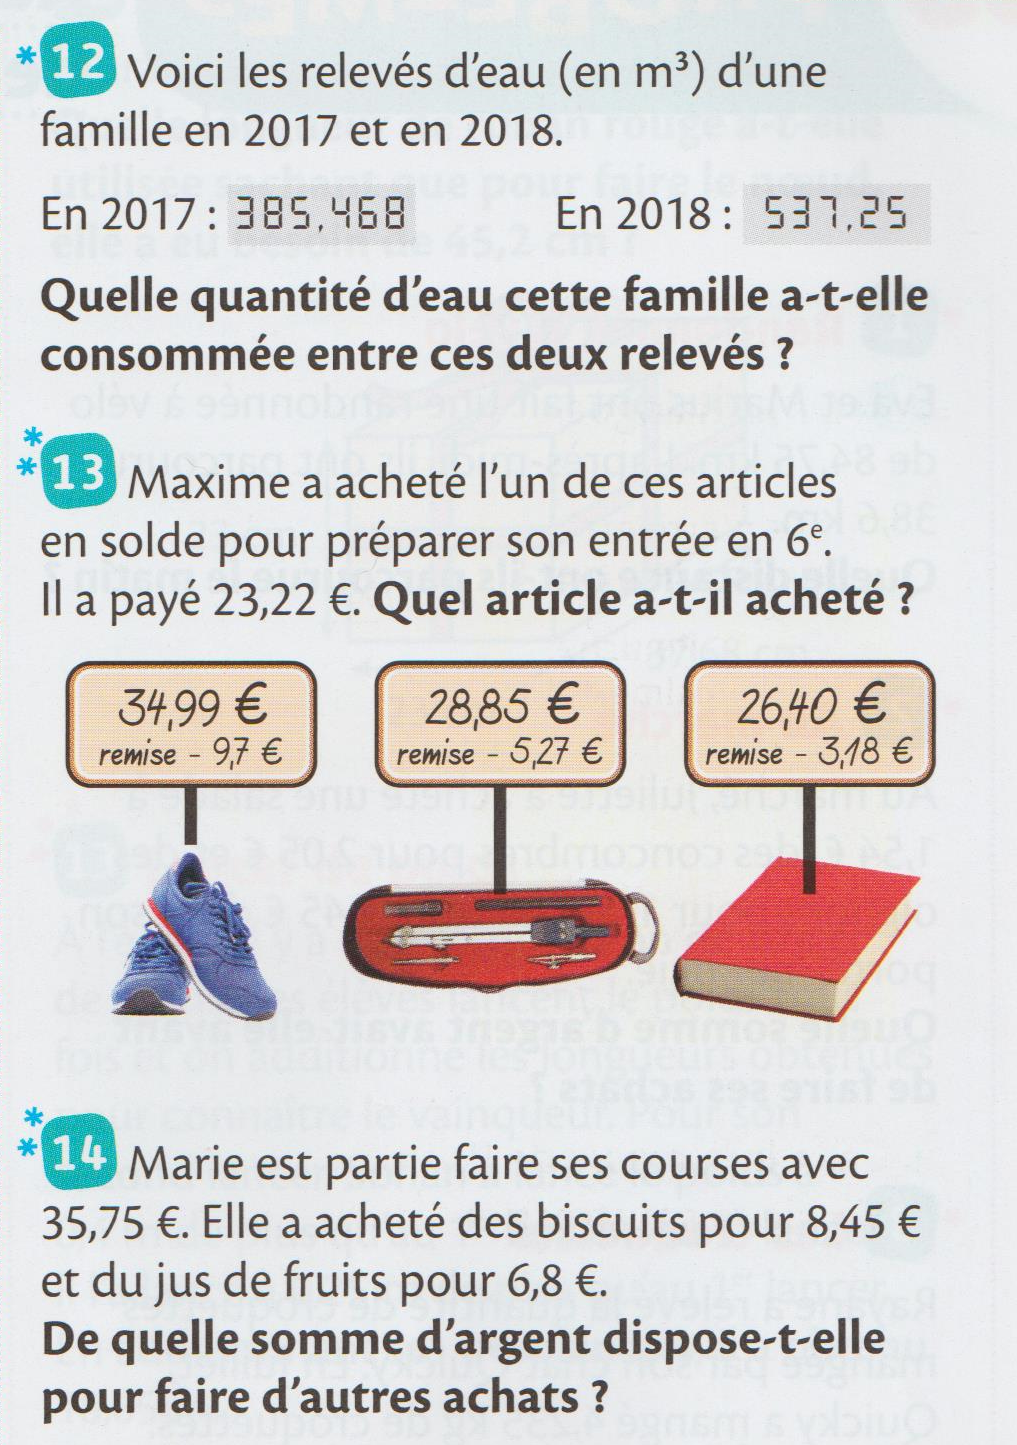 * 12 Voici les relevés d'eau (en m³) d'une
famille en 2017 et en 2018.
En 2017 : 385,468 En 2018 : 537,25
Quelle quantité d'eau cette famille a-t-elle
consommée entre ces deux relevés ?
** 13 Maxime a acheté l'un de ces articles
en solde pour préparer son entrée en 6e.
Il a payé 23,22 €. Quel article a-t-il acheté ?
34,99 €
remise - 9,7 €
28,85 €
remise - 5,27 €
26,40 €
remise - 3,18 €
** 14 Marie est partie faire ses courses avec
35,75 €. Elle a acheté des biscuits pour 8,45 €
et du jus de fruits pour 6,8 €.
De quelle somme d'argent dispose-t-elle
pour faire d'autres achats ?